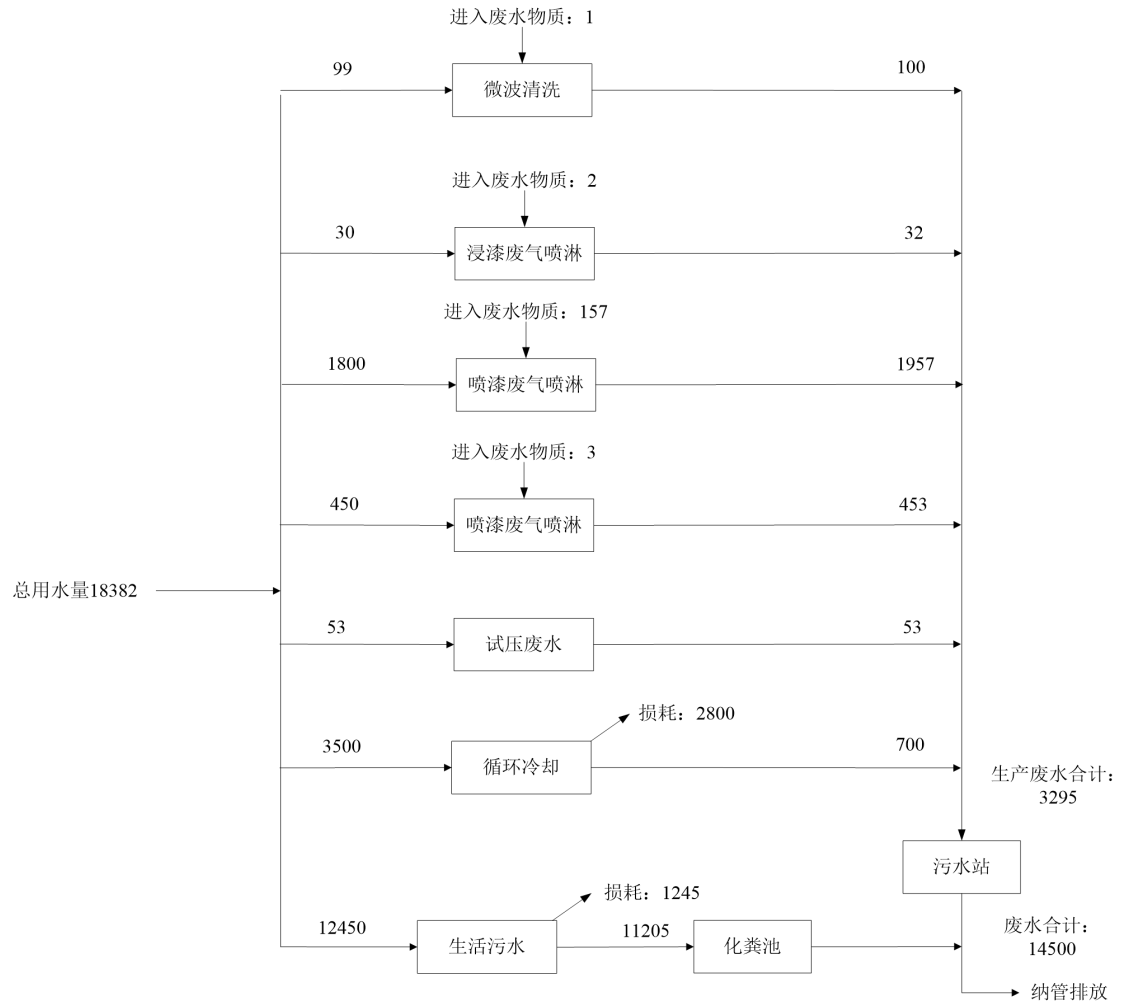 进入废水物质：1
99
微波清洗
100
进入废水物质：2
30
浸漆废气喷淋
32
进入废水物质：157
1800
喷漆废气喷淋
1957
进入废水物质：3
450
喷漆废气喷淋
453
总用水量18382
53
试压废水
53
损耗：2800
3500
循环冷却
700
生产废水合计：
3295
污水站
损耗：1245
12450
生活污水
11205
化粪池
废水合计：
14500
纳管排放